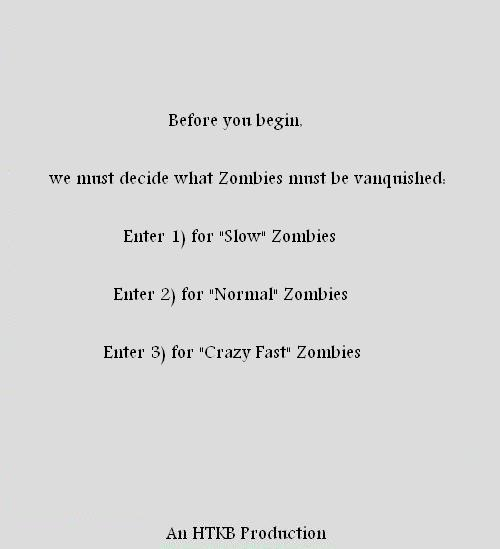 Before you begin,
we must decide what Zombies must be vanquished:
Enter 1) for "Slow" Zombies
Enter 2) for "Normal" Zombies
Enter 3) for "Crazy Fast" Zombies
An HTKB Production